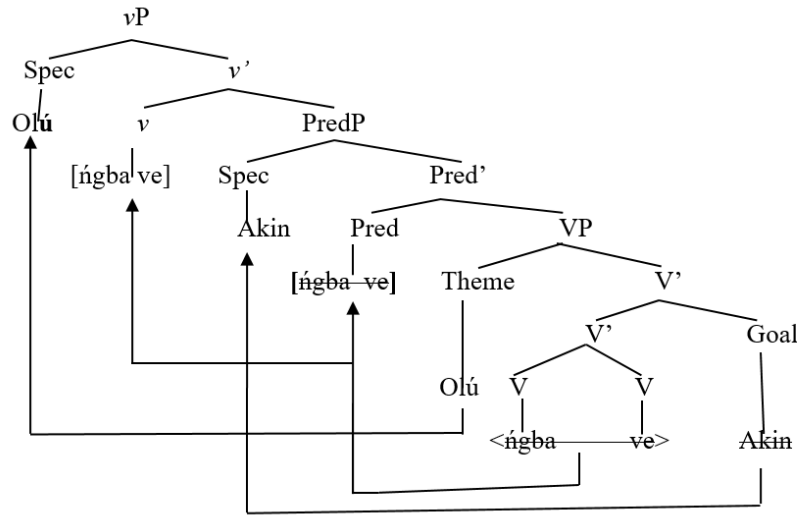 vP
Spec v’
Olú v PredP
[ńgba ve] Spec Pred’
Akin Pred VP
[ńgba ve] Theme V’
V’ Goal
Olú V V
<ńgba ve> Akin